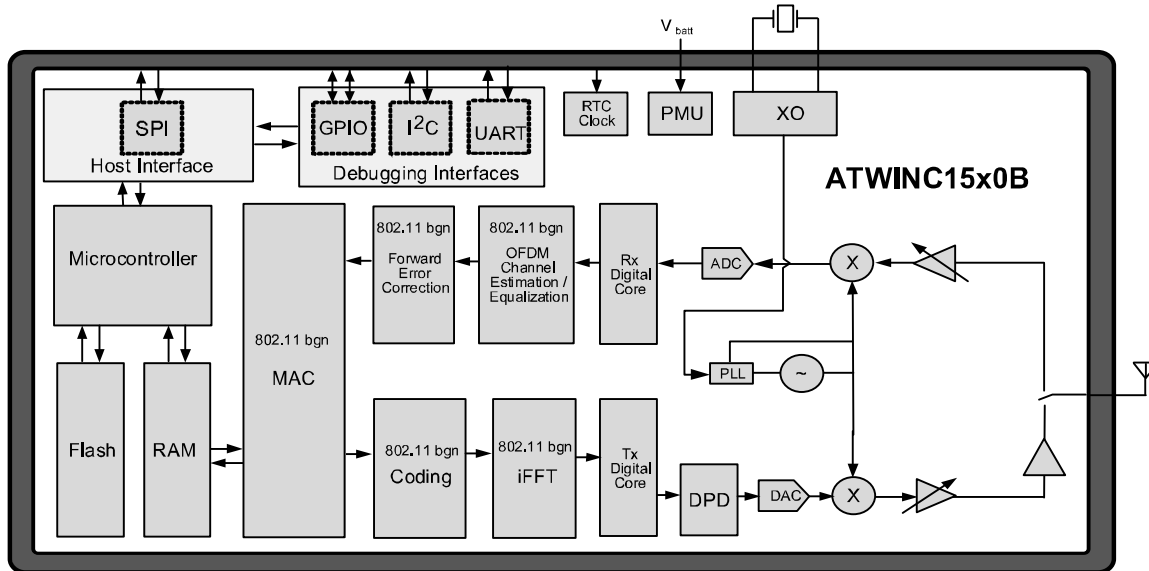 V batt
SPI
Host Interface
GPIO
I²C
UART
Debugging Interfaces
RTC
Clock
PMU
XO
ATWINC15x0B
Microcontroller
802.11 bgn
MAC
802.11 bgn
Forward
Error
Correction
802.11 bgn
OFDM
Channel
Estimation /
Equalization
Rx
Digital
Core
ADC
X
PLL
~
Flash
RAM
802.11 bgn
Coding
802.11 bgn
iFFT
Tx
Digital
Core
DPD
DAC
X